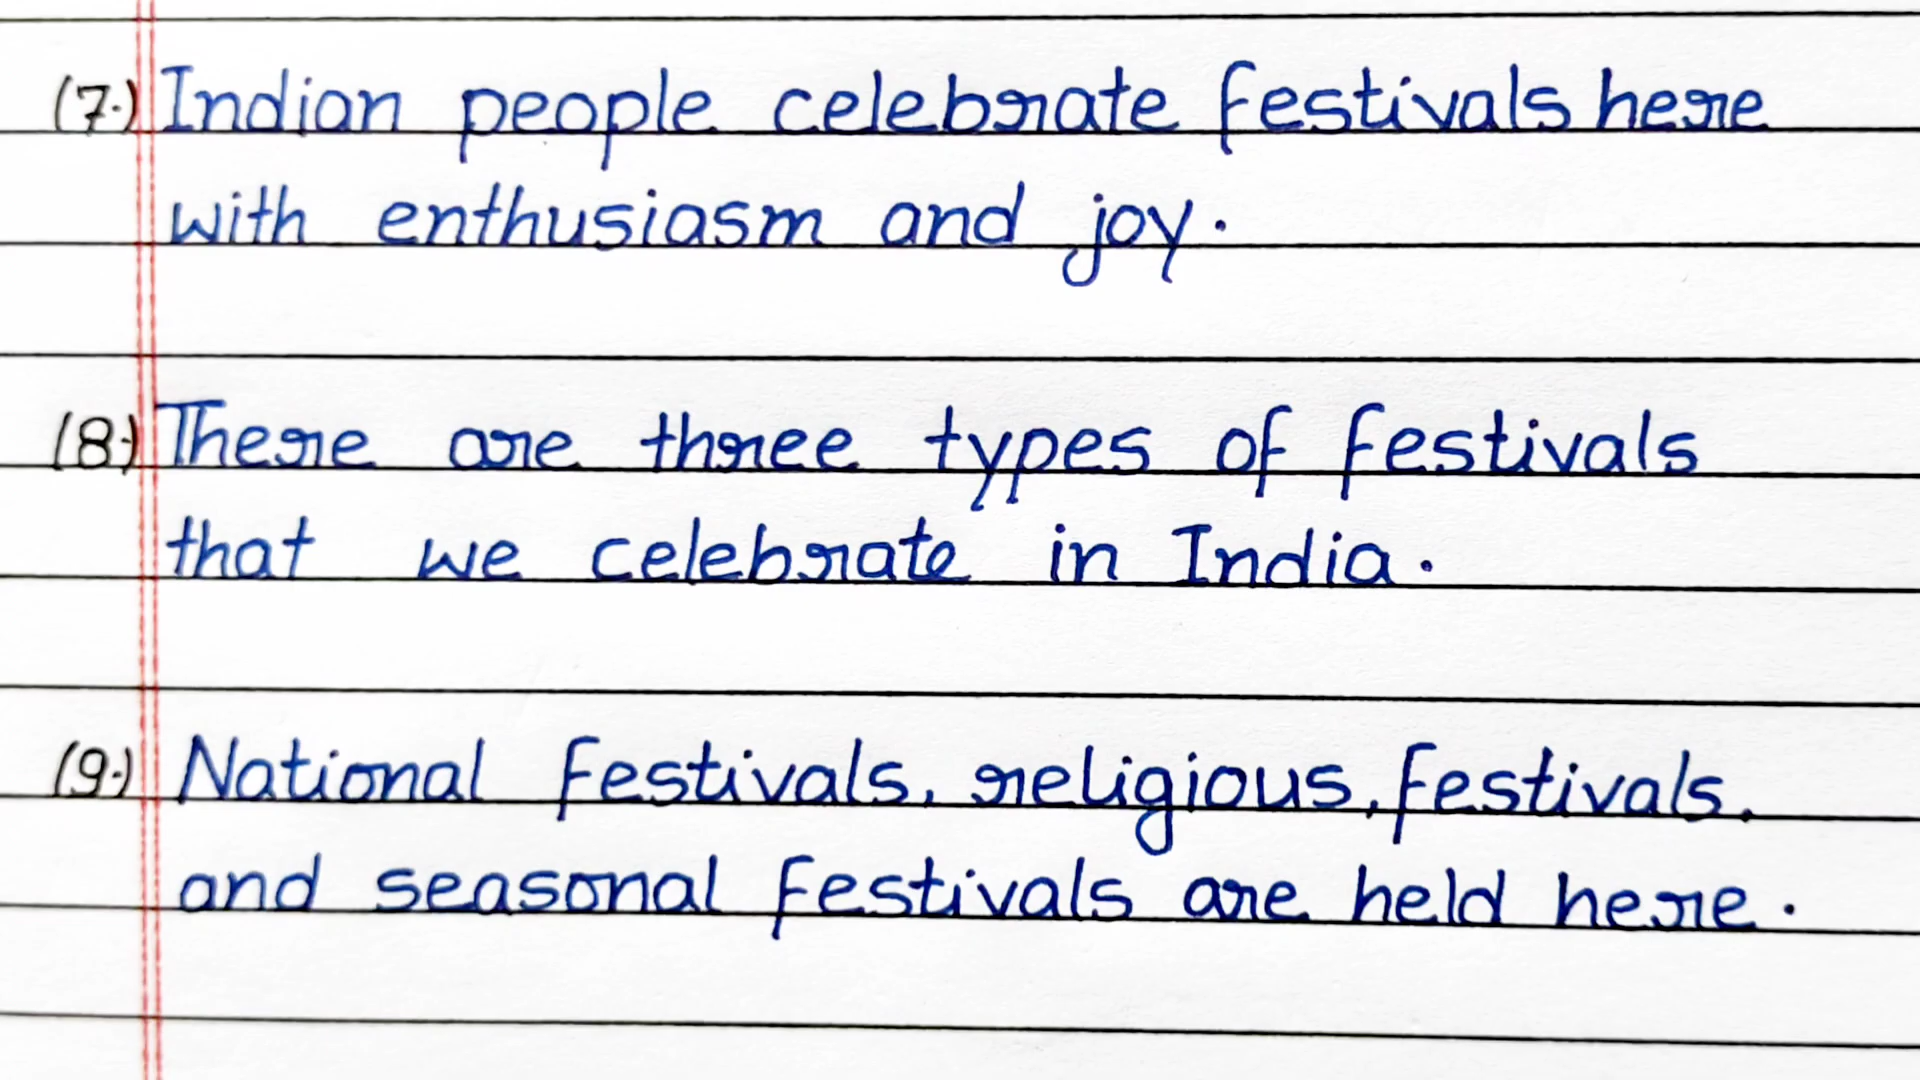 (7.) Indian people celebrate festivals here
with enthusiasm and joy.
(8.) There are three types of festivals
that we celebrate in India.
(9.) National festivals, religious, festivals,
and seasonal festivals are held here.